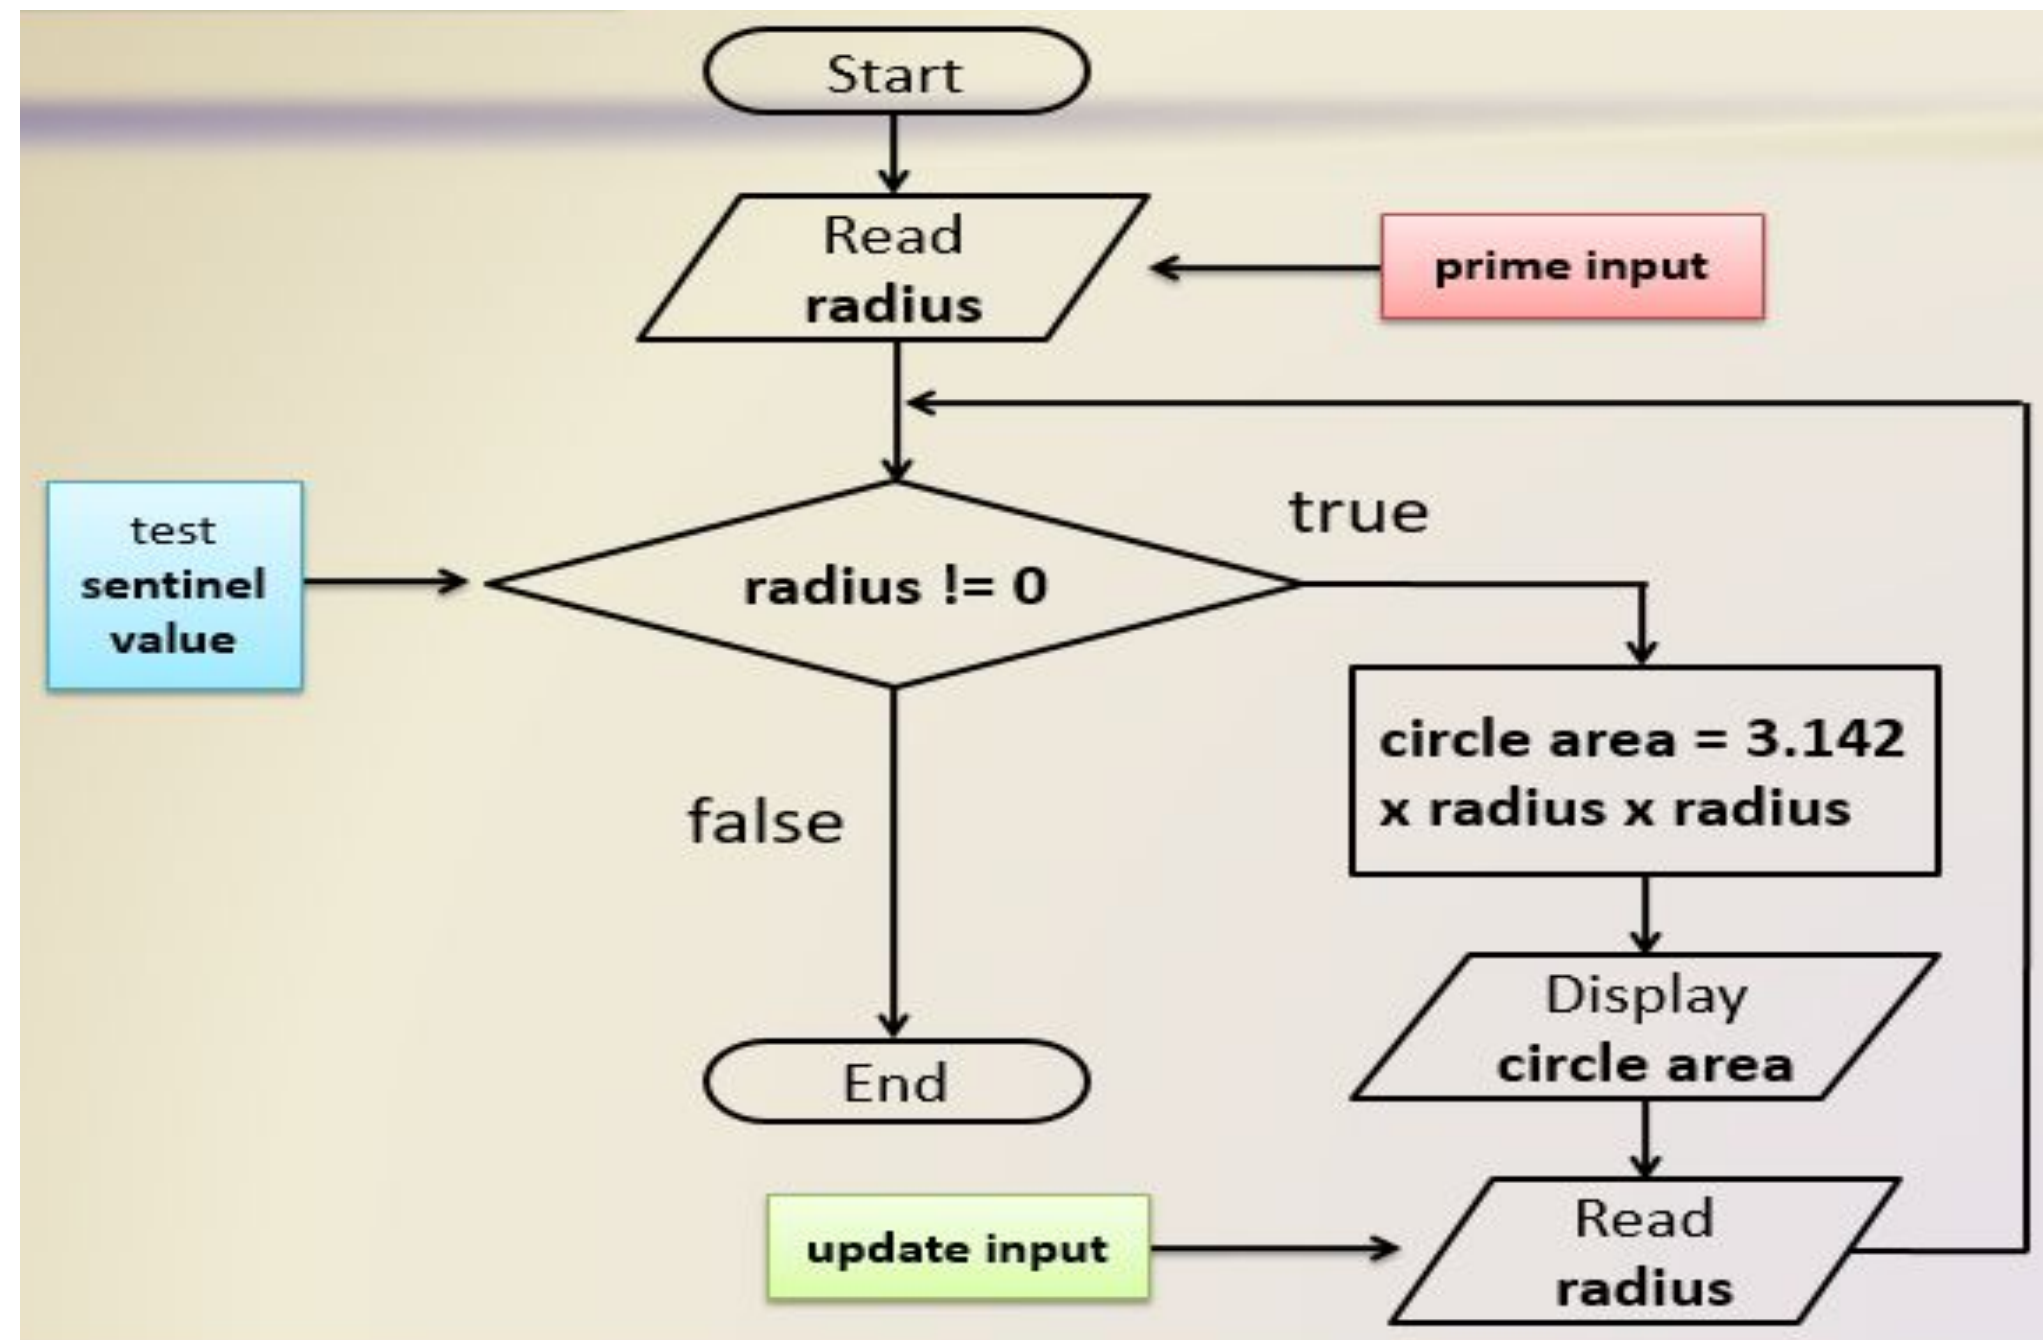 Start
Read
radius
prime input
test
sentinel
value
radius != 0
true
false
circle area = 3.142
x radius x radius
Display
circle area
End
update input
Read
radius